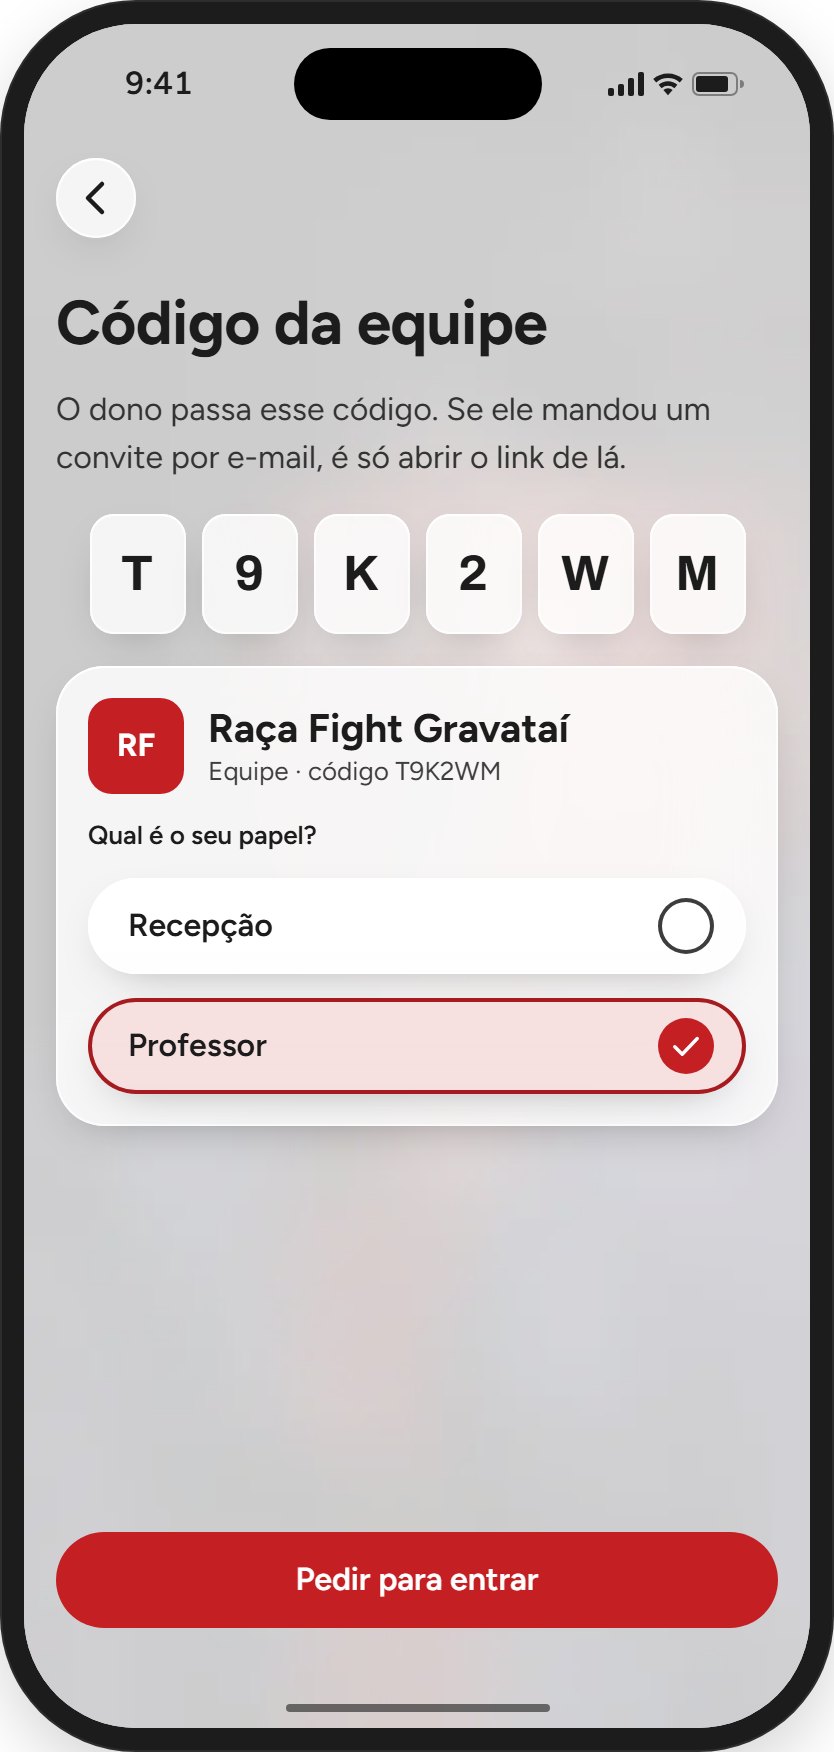 9:41
Código da equipe
O dono passa esse código. Se ele mandou um
convite por e-mail, é só abrir o link de lá.
T 9 K 2 W M
RF
Raça Fight Gravataí
Equipe · código T9K2WM
Qual é o seu papel?
Recepção
Professor
Pedir para entrar